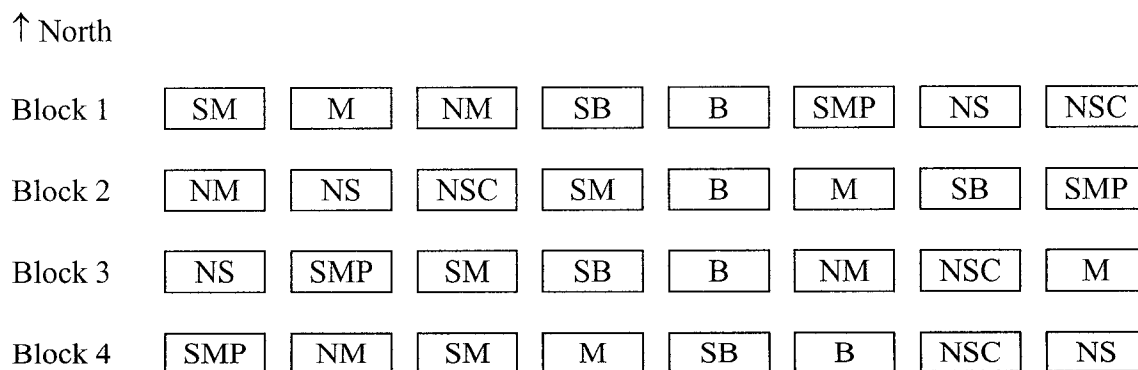 ↑ North
Block 1 SM M NM SB B SMP NS NSC
Block 2 NM NS NSC SM B M SB SMP
Block 3 NS SMP SM SB B NM NSC M
Block 4 SMP NM SM M SB B NSC NS